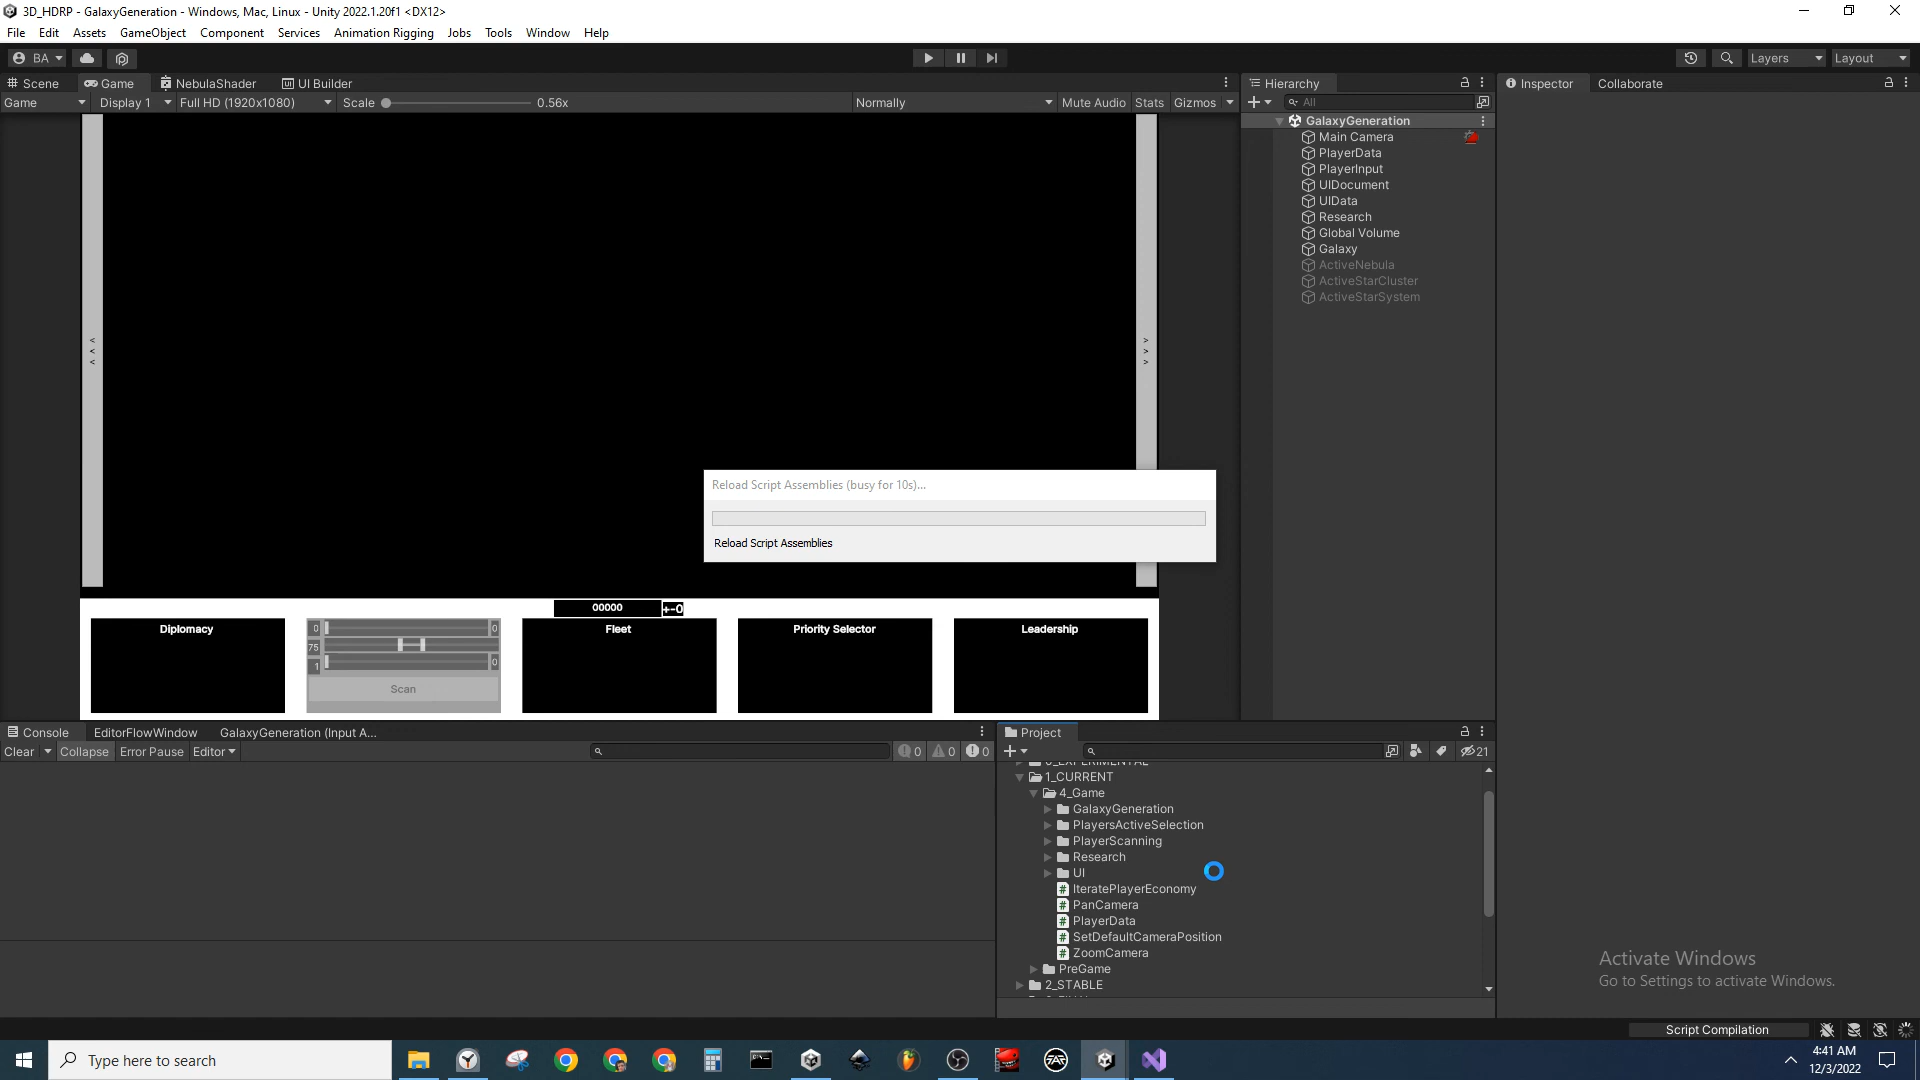 3D_HDRP - GalaxyGeneration - Windows, Mac, Linux - Unity 2022.1.20f1 <DX12>
File Edit Assets GameObject Component Services Animation Rigging Jobs Tools Window Help
BA Layers Layout
Scene Game NebulaShader UI Builder
Game Display 1 Full HD (1920x1080) Scale 0.56x Normally Mute Audio Stats Gizmos
Hierarchy
All
GalaxyGeneration
Main Camera
PlayerData
PlayerInput
UIDocument
UIData
Research
Global Volume
Galaxy
ActiveNebula
ActiveStarCluster
ActiveStarSystem
Inspector Collaborate
<
<
<
>
>
>
Reload Script Assemblies (busy for 10s)...
Reload Script Assemblies
00000 +-0
Diplomacy
0 0
75
1 0
Scan
Fleet
Priority Selector
Leadership
Console EditorFlowWindow GalaxyGeneration (Input A...
Clear Collapse Error Pause Editor 0 0 0
Project
21
1_CURRENT
4_Game
GalaxyGeneration
PlayersActiveSelection
PlayerScanning
Research
UI
IteratePlayerEconomy
PanCamera
PlayerData
SetDefaultCameraPosition
ZoomCamera
PreGame
2_STABLE
Activate Windows
Go to Settings to activate Windows.
Script Compilation
Type here to search
4:41 AM
12/3/2022